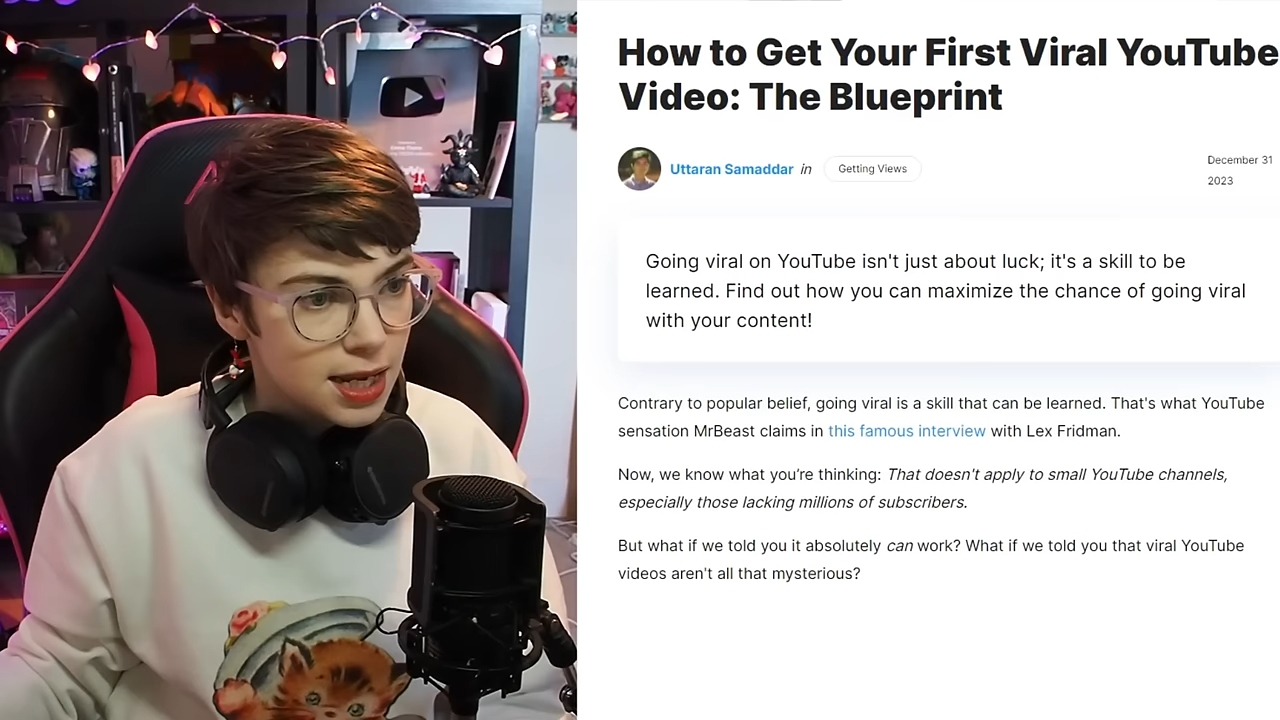 How to Get Your First Viral YouTube
Video: The Blueprint
Uttaran Samaddar in
Getting Views
December 31
2023
Going viral on YouTube isn't just about luck; it's a skill to be
learned. Find out how you can maximize the chance of going viral
with your content!
Contrary to popular belief, going viral is a skill that can be learned. That's what YouTube
sensation MrBeast claims in this famous interview with Lex Fridman.
Now, we know what you're thinking: That doesn't apply to small YouTube channels,
especially those lacking millions of subscribers.
But what if we told you it absolutely can work? What if we told you that viral YouTube
videos aren't all that mysterious?